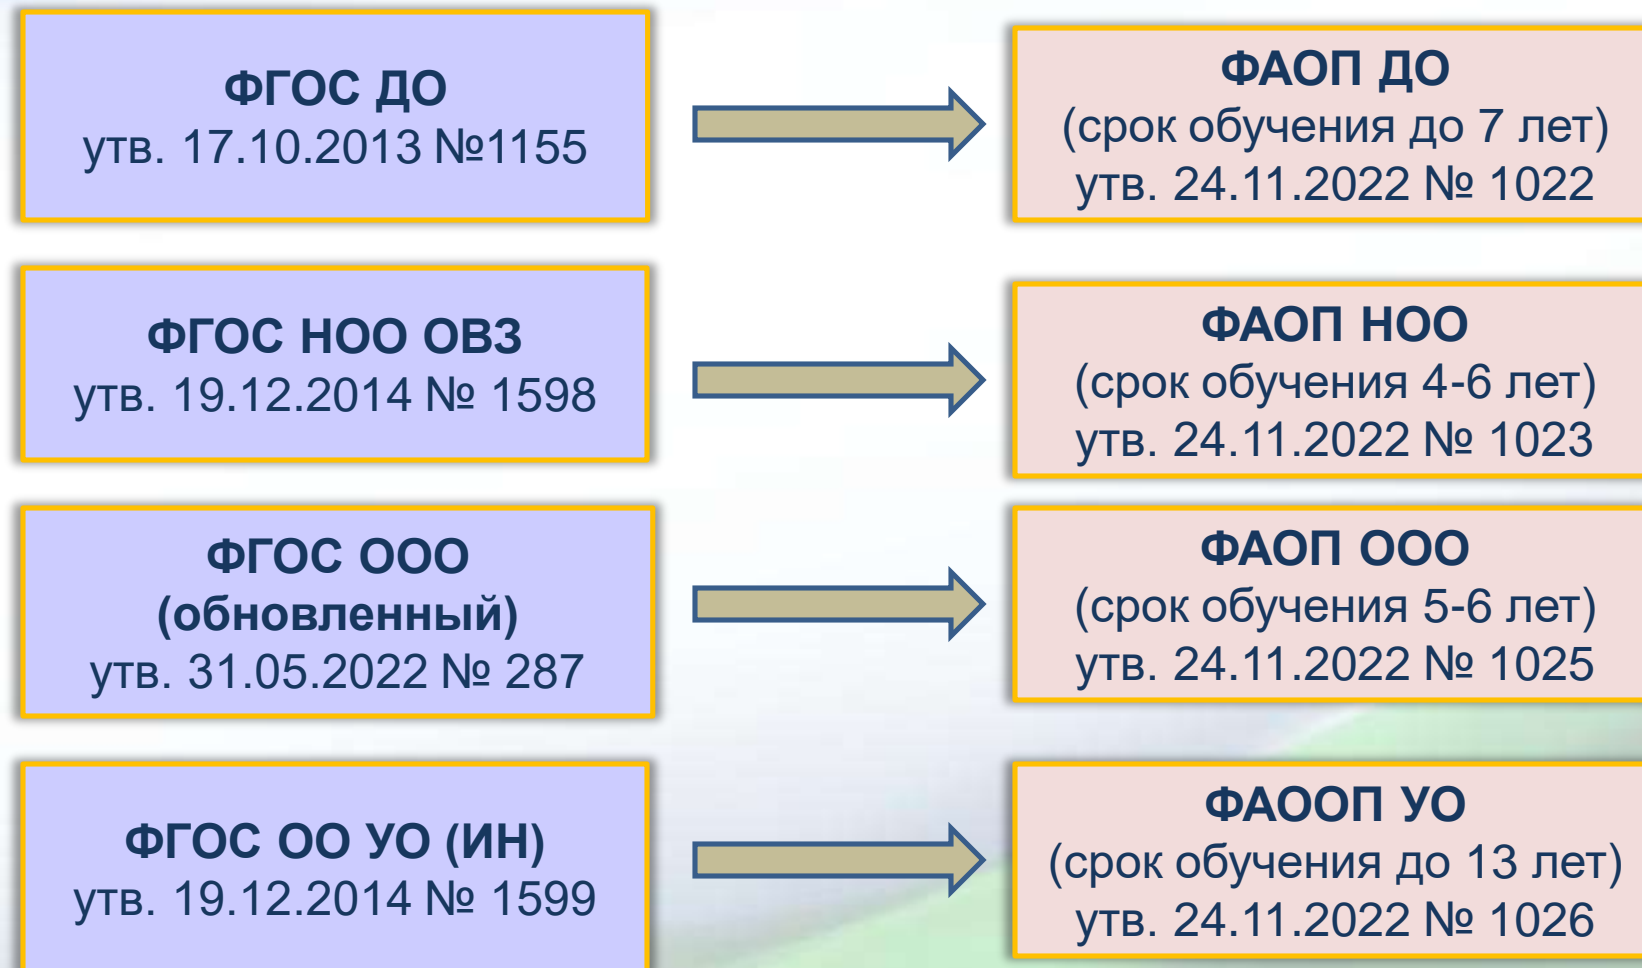 ФГОС ДО
утв. 17.10.2013 №1155
ФАОП ДО
(срок обучения до 7 лет)
утв. 24.11.2022 № 1022
ФГОС НОО ОВЗ
утв. 19.12.2014 № 1598
ФАОП НОО
(срок обучения 4-6 лет)
утв. 24.11.2022 № 1023
ФГОС ООО
(обновленный)
утв. 31.05.2022 № 287
ФАОП ООО
(срок обучения 5-6 лет)
утв. 24.11.2022 № 1025
ФГОС ОО УО (ИН)
утв. 19.12.2014 № 1599
ФАООП УО
(срок обучения до 13 лет)
утв. 24.11.2022 № 1026